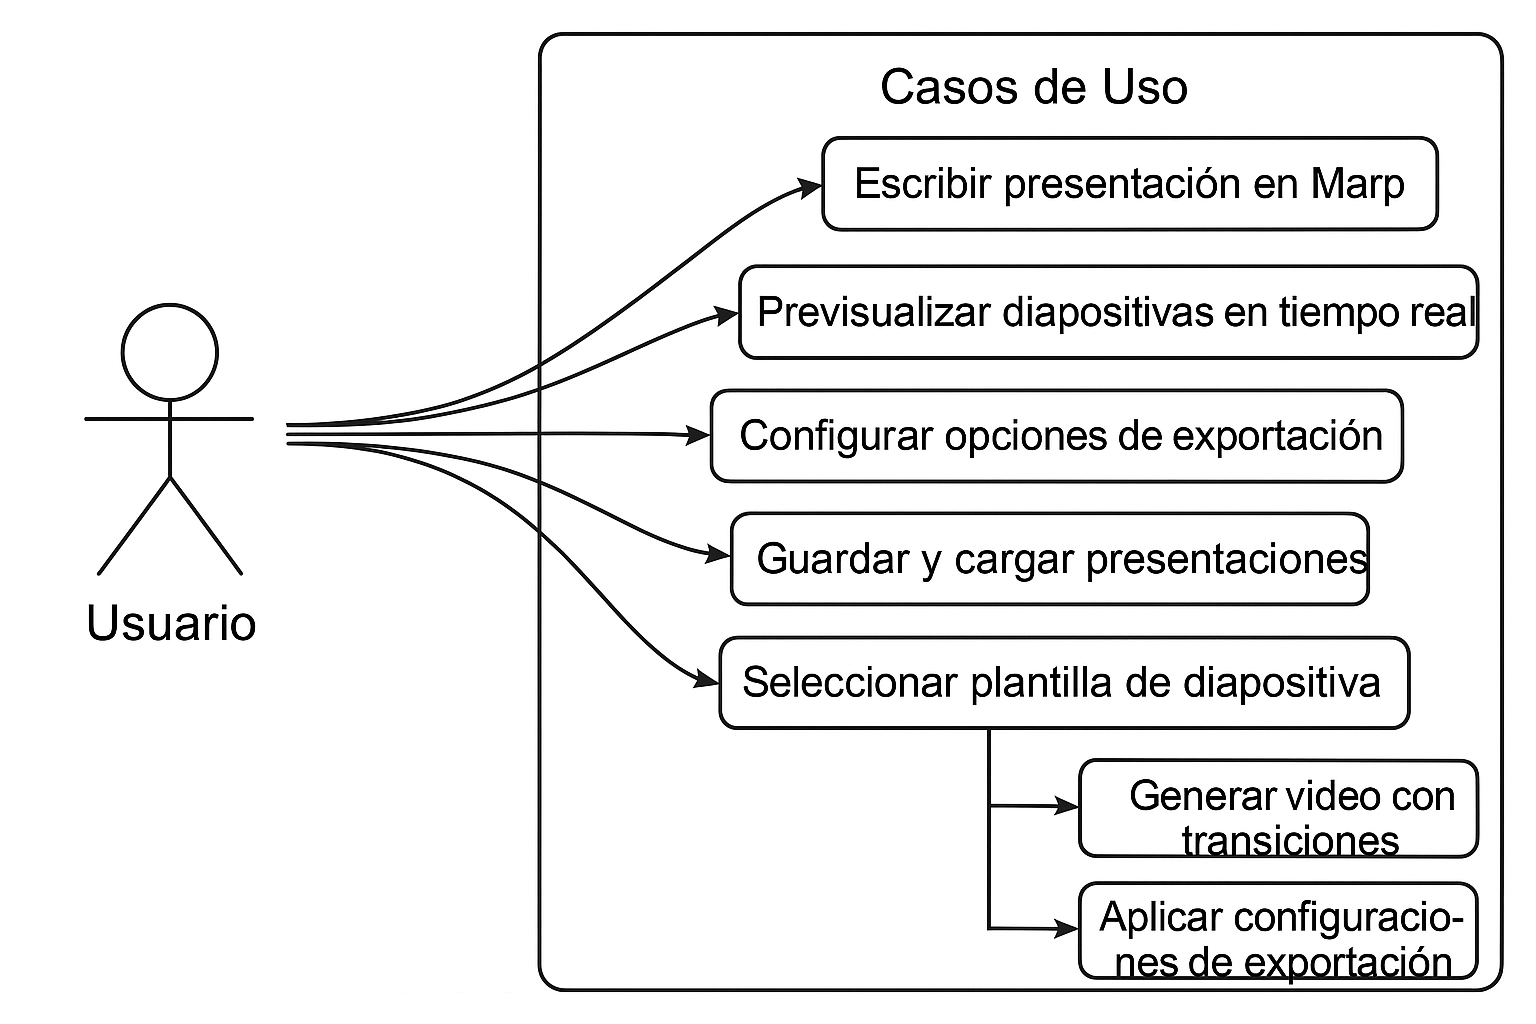 Casos de Uso
Escribir presentación en Marp
Previsualizar diapositivas en tiempo real
Configurar opciones de exportación
Guardar y cargar presentaciones
Usuario
Seleccionar plantilla de diapositiva
Generar video con
transiciones
Aplicar configuracio-
nes de exportación